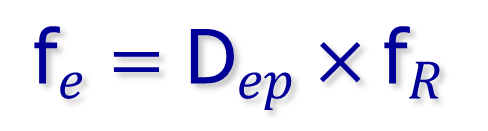 f_e = D_ep × f_R